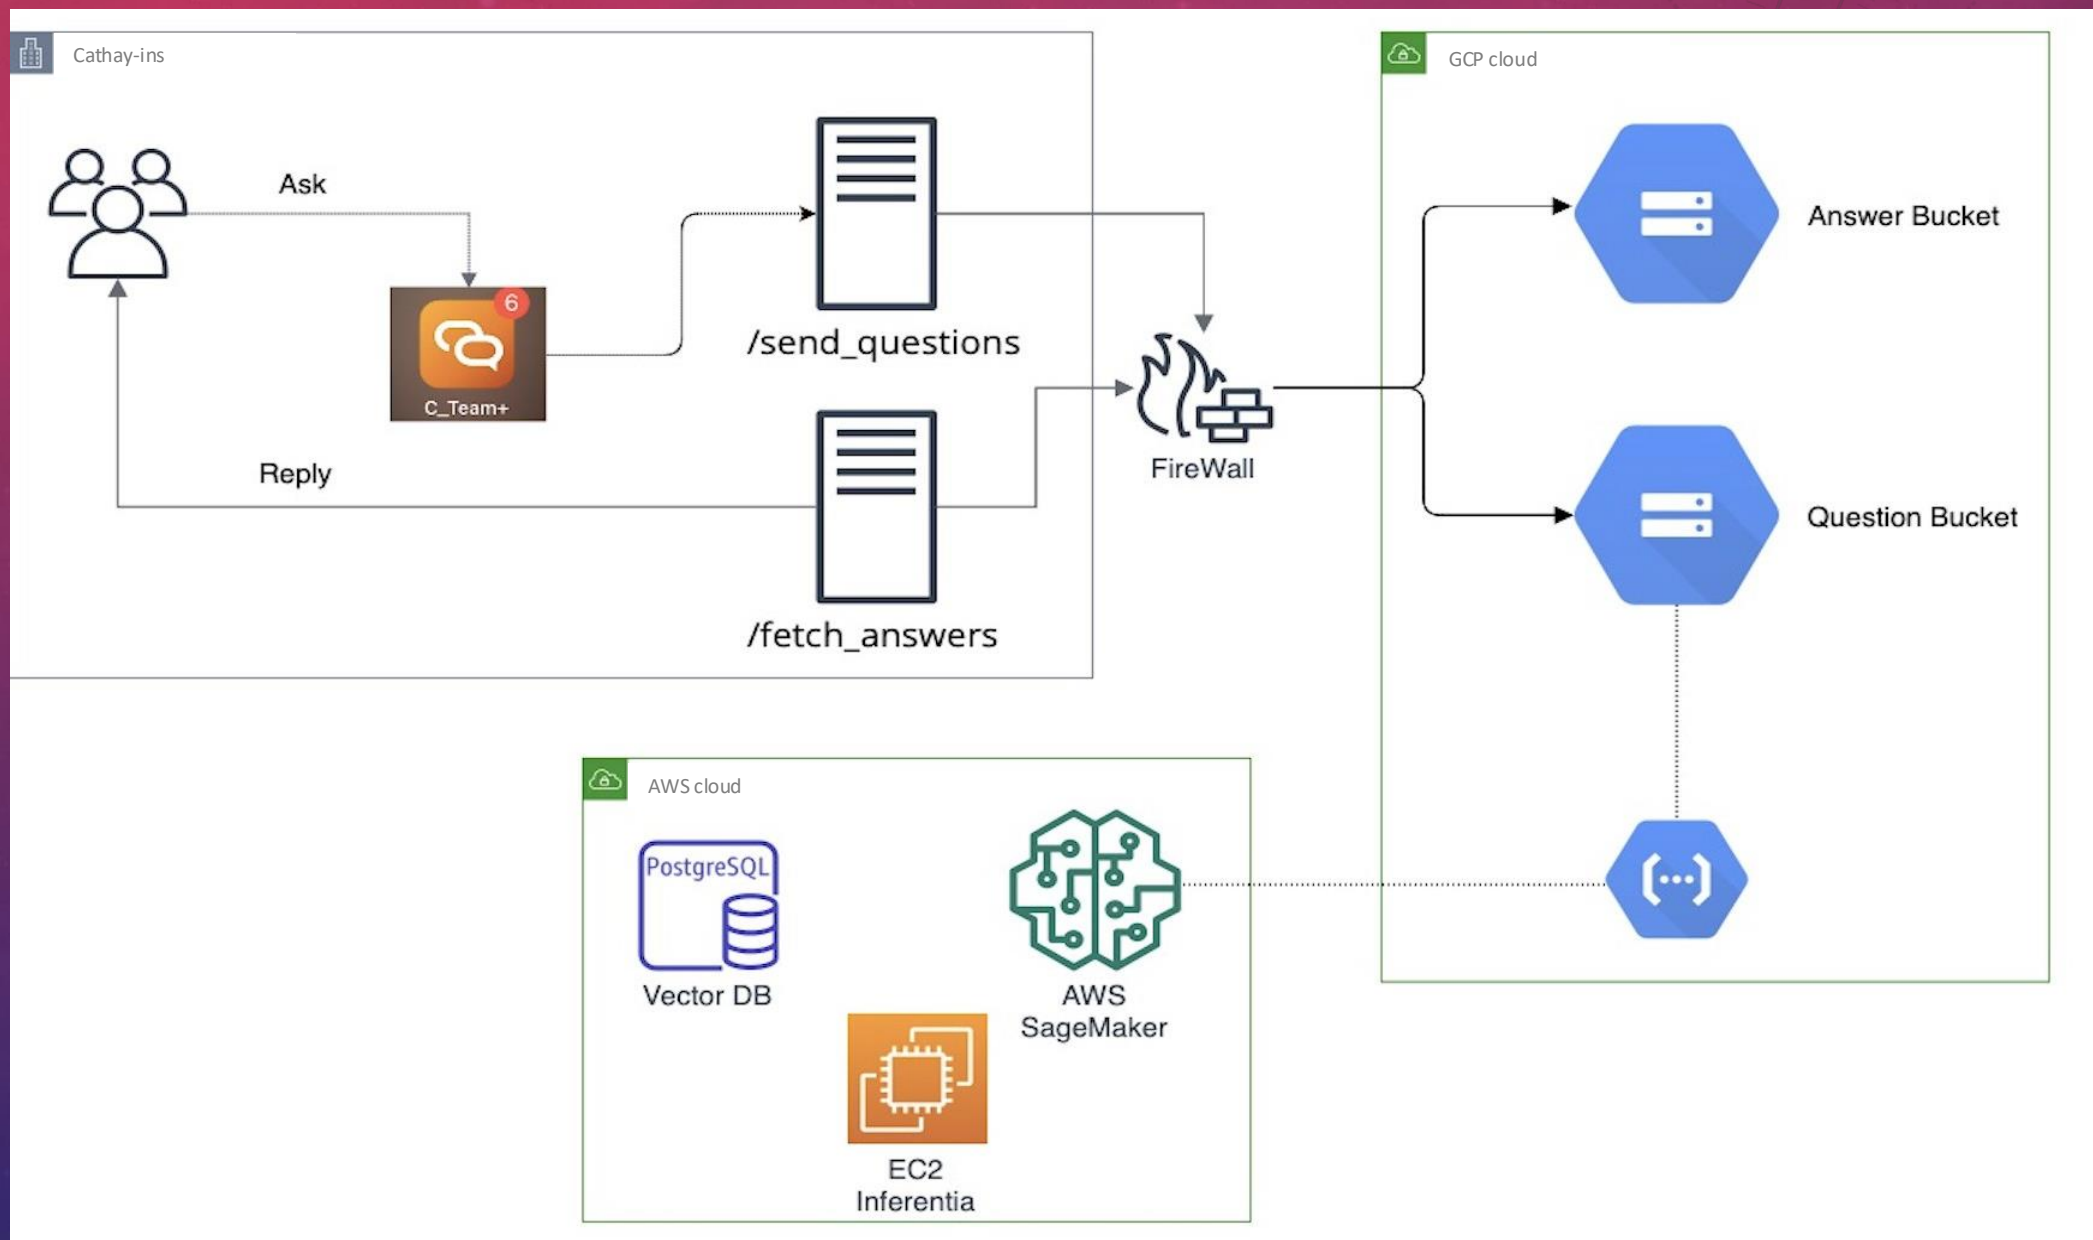 Cathay-ins
GCP cloud
Ask
Answer Bucket
6
C_Team+
/send_questions
Reply
FireWall
Question Bucket
/fetch_answers
AWS cloud
PostgreSQL
Vector DB
AWS
SageMaker
EC2
Inferentia